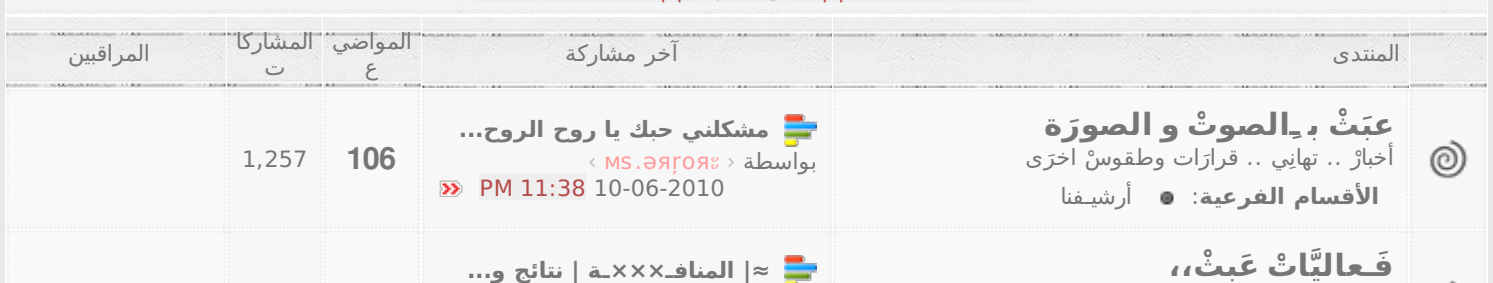 المنتدى
آخر مشاركة
المواضيع
المشاركات
المراقبين
عبَثْ بـِالصوتْ و الصورَة
أخبارْ .. تهانِي .. قرارَات وطقوسْ اخرَى
الأقسام الفرعية: أرشيـفنا
مشكلني حبك يا روح الروح...
بواسطة
10-06-2010 11:38 PM
106
1,257
فَـعاليَّاتْ عَبثْ،،
≈| المنافـ×××ـة | نتائج و...